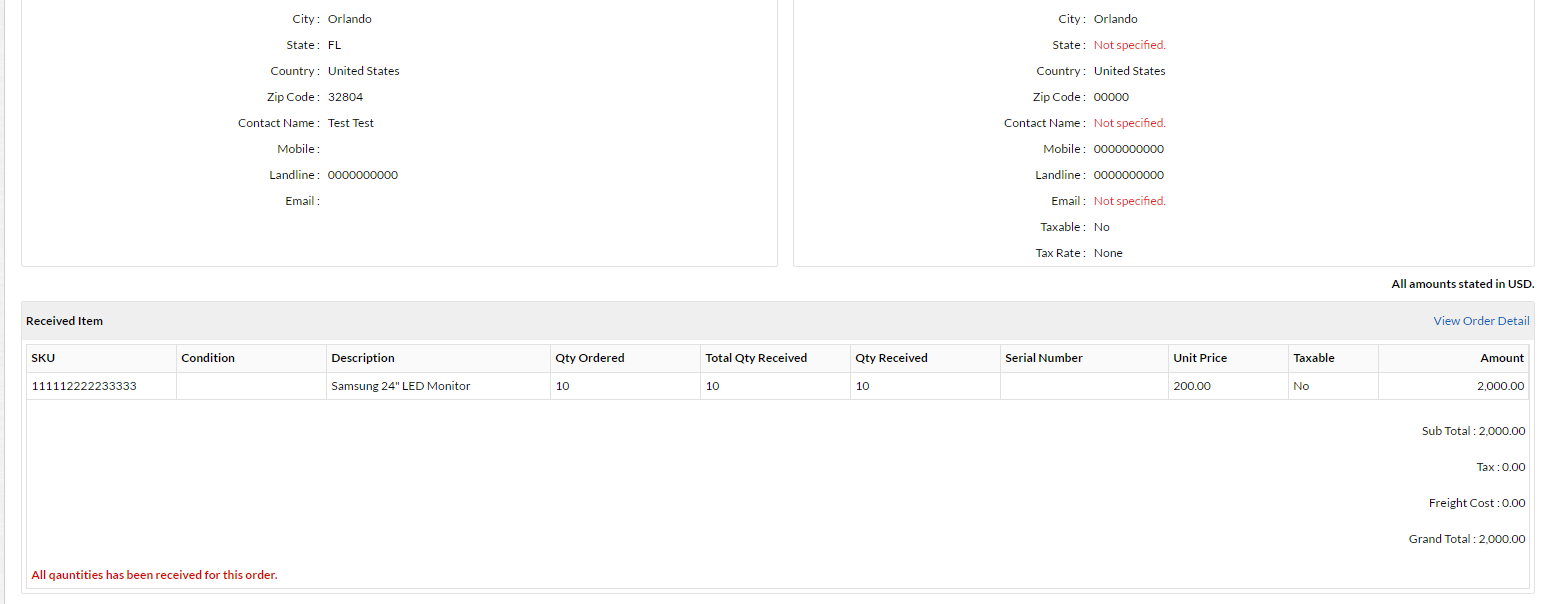 City : Orlando
State : FL
Country : United States
Zip Code : 32804
Contact Name : Test Test
Mobile :
Landline : 0000000000
Email :
City : Orlando
State : Not specified.
Country : United States
Zip Code : 00000
Contact Name : Not specified.
Mobile : 0000000000
Landline : 0000000000
Email : Not specified.
Taxable : No
Tax Rate : None
All amounts stated in USD.
Received Item View Order Detail
SKU Condition Description Qty Ordered Total Qty Received Qty Received Serial Number Unit Price Taxable Amount
111112222233333 Samsung 24" LED Monitor 10 10 10 200.00 No 2,000.00
Sub Total : 2,000.00
Tax : 0.00
Freight Cost : 0.00
Grand Total : 2,000.00
All qauntities has been received for this order.